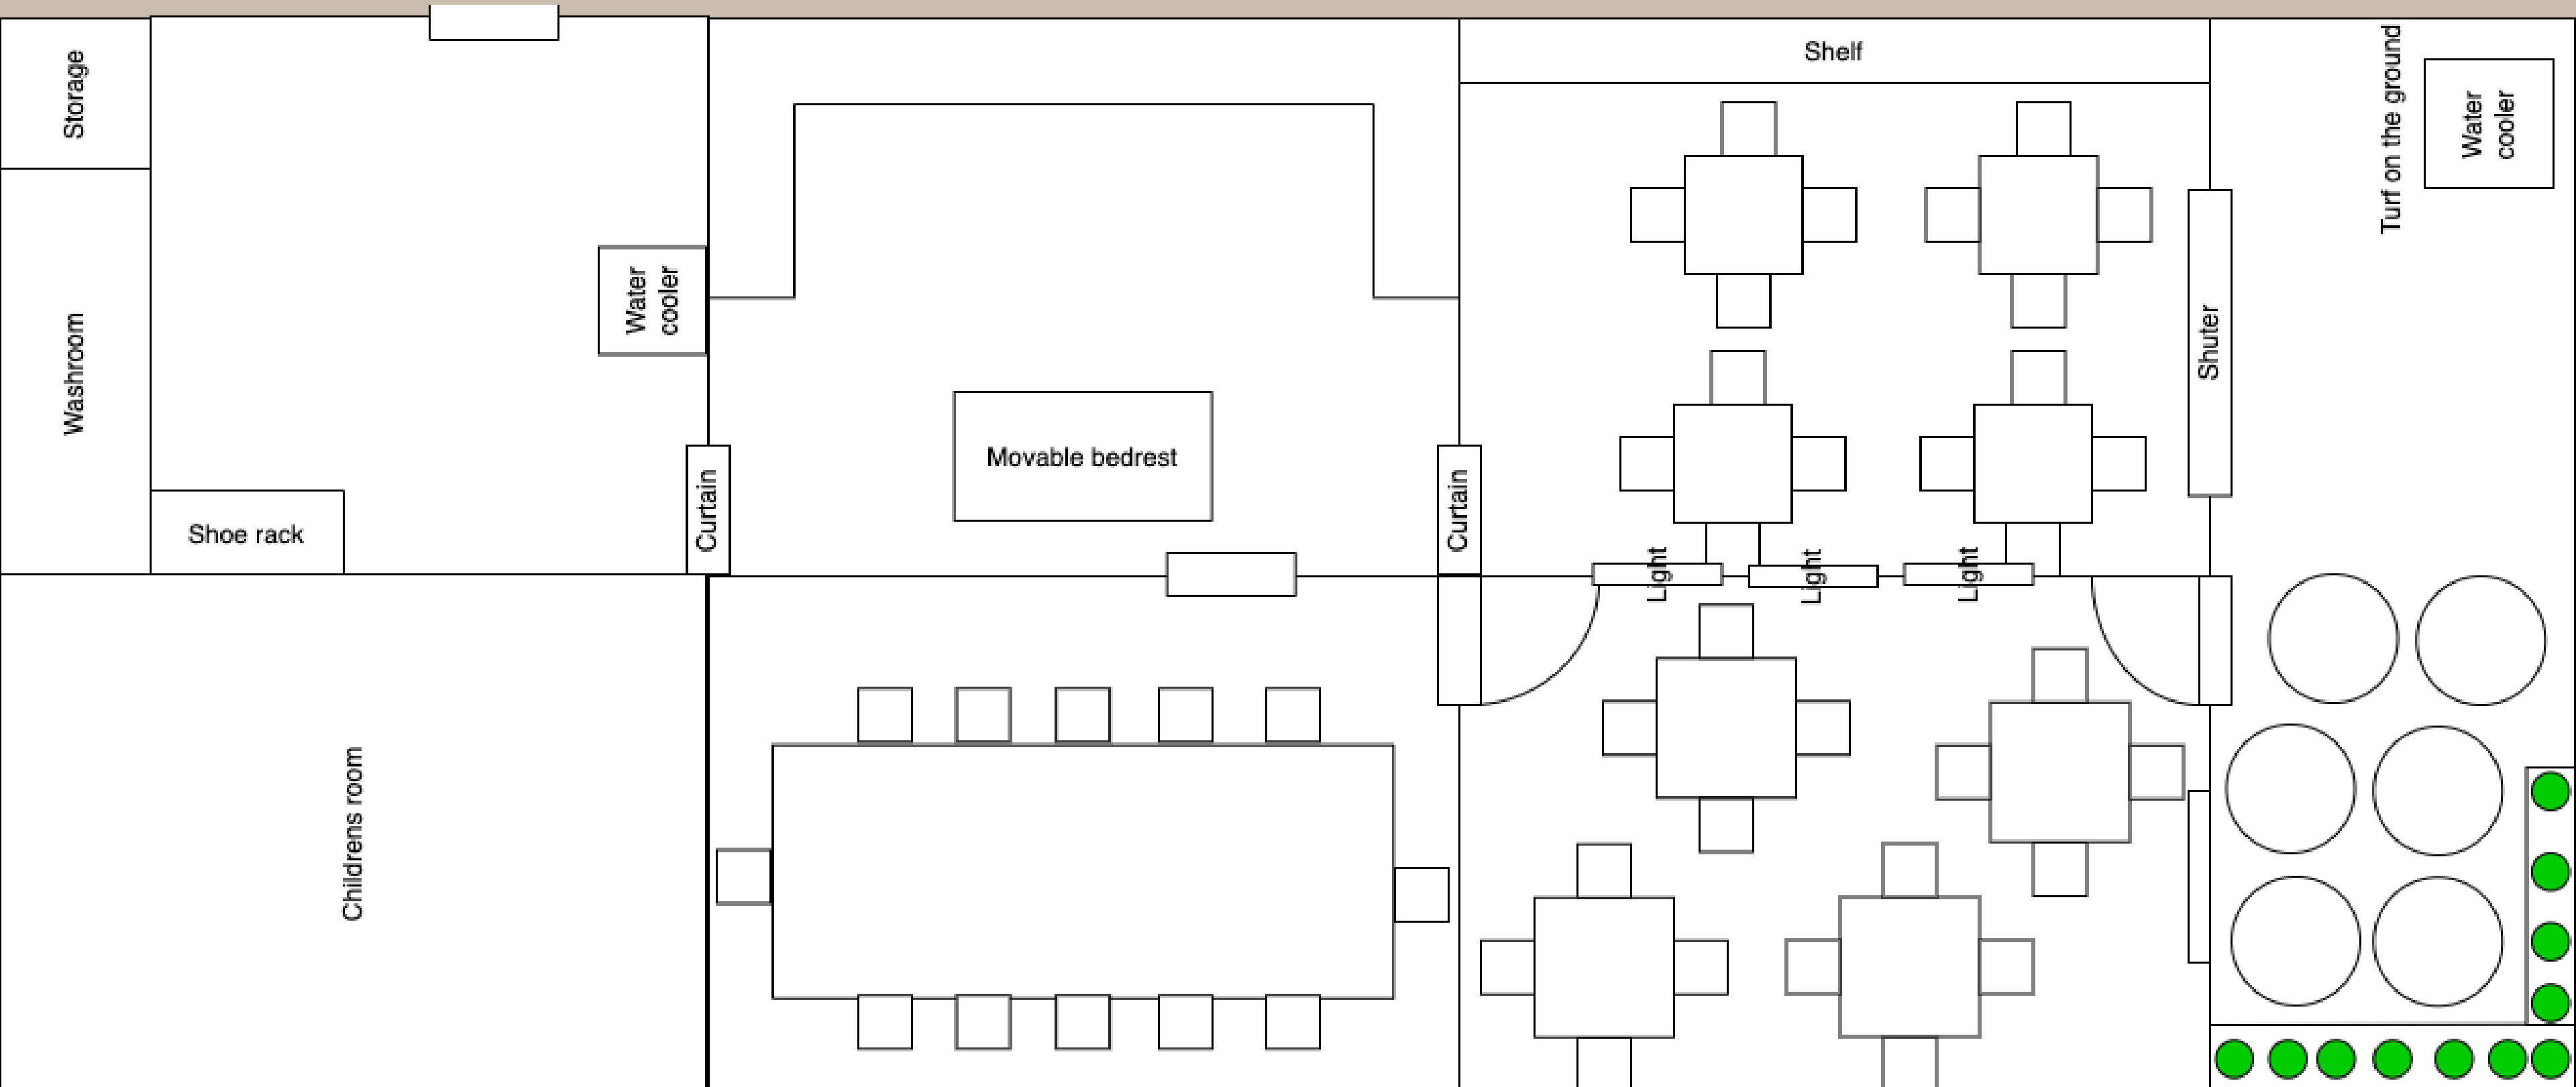 Storage
Shelf
Turf on the ground
Water
cooler
Water
cooler
Washroom
Shuter
Movable bedrest
Curtain
Curtain
Shoe rack
Light
Light
Light
Childrens room